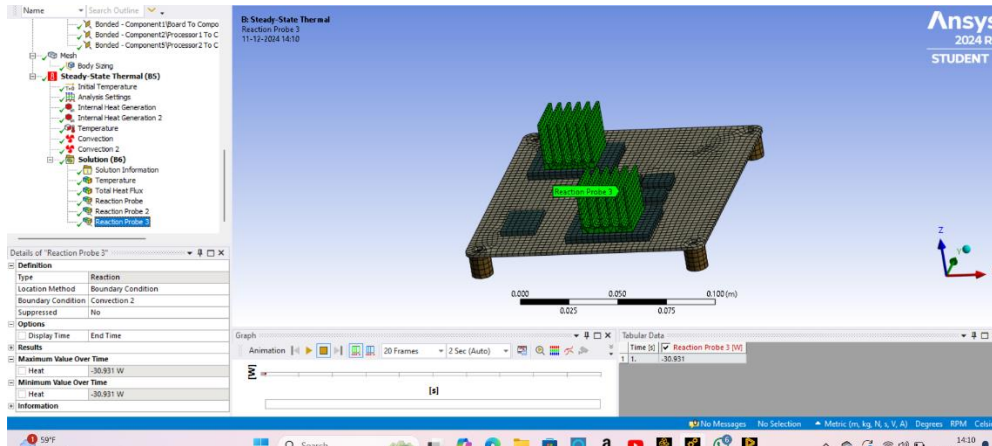 Name
Search Outline
Bonded - Component1\Board To Compo
Bonded - Component2\Processor1 To C
Bonded - Component5\Processor2 To C
Mesh
Body Sizing
Steady-State Thermal (B5)
Initial Temperature
Analysis Settings
Internal Heat Generation
Internal Heat Generation 2
Temperature
Convection
Convection 2
Solution (B6)
Solution Information
Temperature
Total Heat Flux
Reaction Probe
Reaction Probe 2
Reaction Probe 3
Details of "Reaction Probe 3"
Definition
Type Reaction
Location Method Boundary Condition
Boundary Condition Convection 2
Suppressed No
Options
Display Time End Time
Results
Maximum Value Over Time
Heat -30.931 W
Minimum Value Over Time
Heat -30.931 W
Information
B: Steady-State Thermal
Reaction Probe 3
11-12-2024 14:10
Ansys
2024 R
STUDENT
Reaction Probe 3
Z
Y
0.000 0.050 0.100 (m)
0.025 0.075
Graph
Animation 20 Frames 2 Sec (Auto)
[W]
[s]
Tabular Data
Time [s] Reaction Probe 3 [W]
1 1. -30.931
No Messages No Selection Metric (m, kg, N, s, V, A) Degrees RPM Celsi
1
59°F
Search
14:10